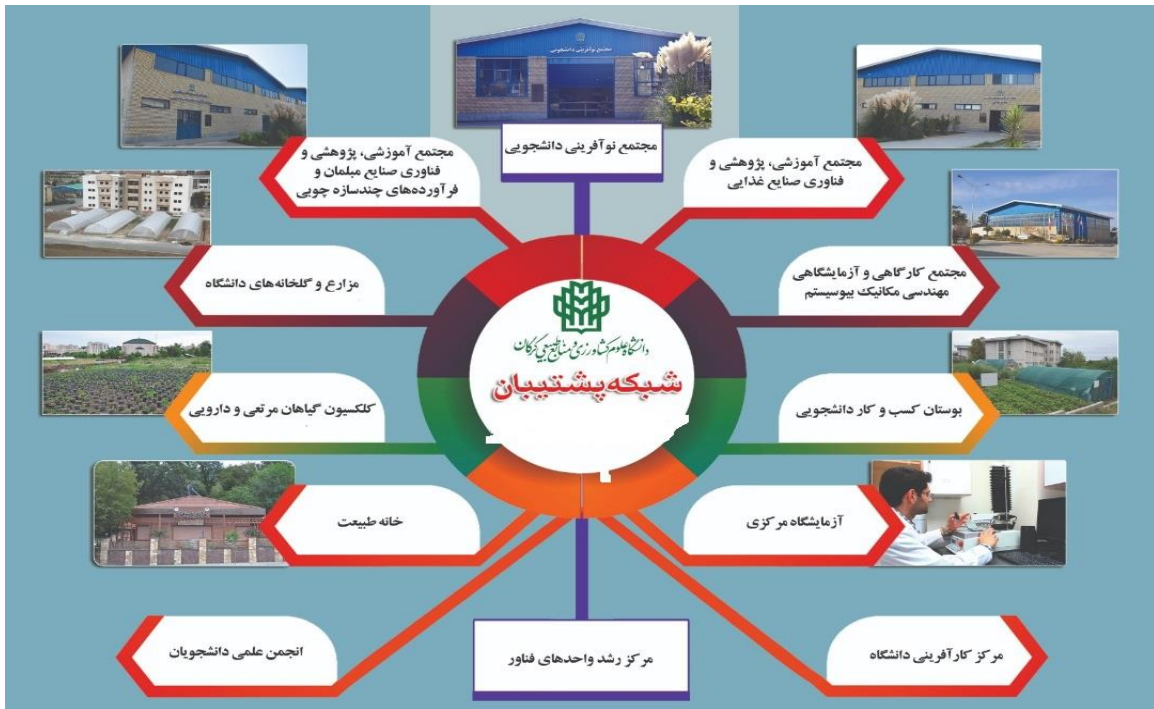 مجتمع نوآفرینی دانشجویی
مجتمع نوآفرینی دانشجویی
مجتمع آموزشی، پژوهشی و
فناوری صنایع غذایی
مجتمع آموزشی، پژوهشی و
فناوری صنایع مبلمان و
فرآورده‌های چندسازه چوبی
مجتمع کارگاهی و آزمایشگاهی
مهندسی مکانیک بیوسیستم
مزارع و گلخانه‌های دانشگاه
دانشگاه علوم کشاورزی و منابع طبیعی گرگان
شبکه پشتیبان
بوستان کسب و کار دانشجویی
کلکسیون گیاهان مرتعی و دارویی
آزمایشگاه مرکزی
خانه طبیعت
مرکز کارآفرینی دانشگاه
مرکز رشد واحدهای فناور
انجمن علمی دانشجویان